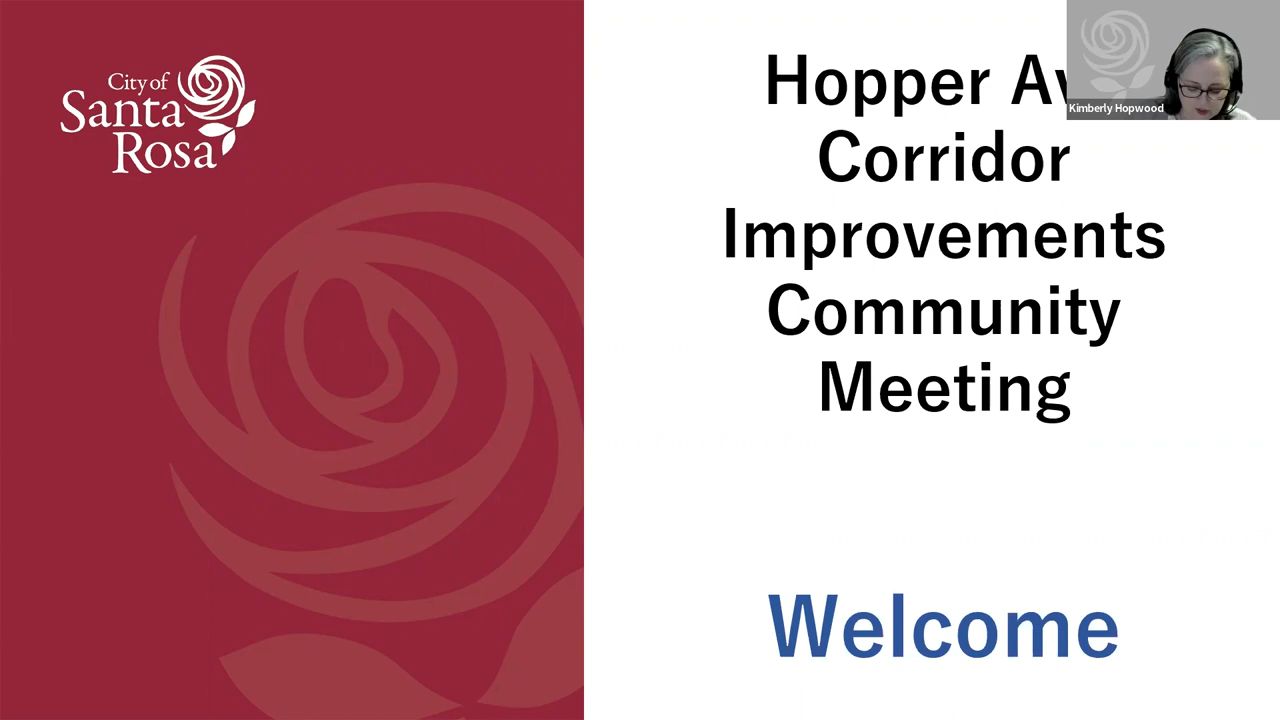 City of
Santa
Rosa
Hopper Av
Corridor
Improvements
Community
Meeting
Welcome
Kimberly Hopwood